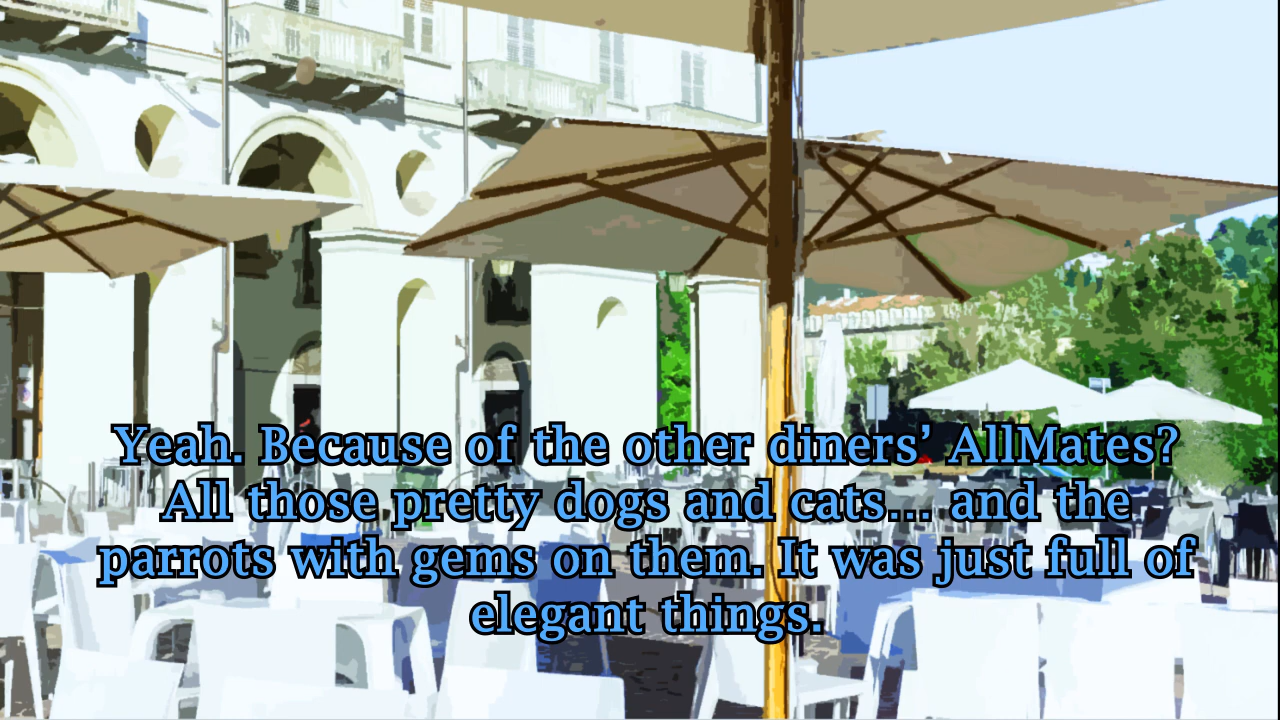 Yeah. Because of the other diners’ AllMates?
All those pretty dogs and cats… and the
parrots with gems on them. It was just full of
elegant things.